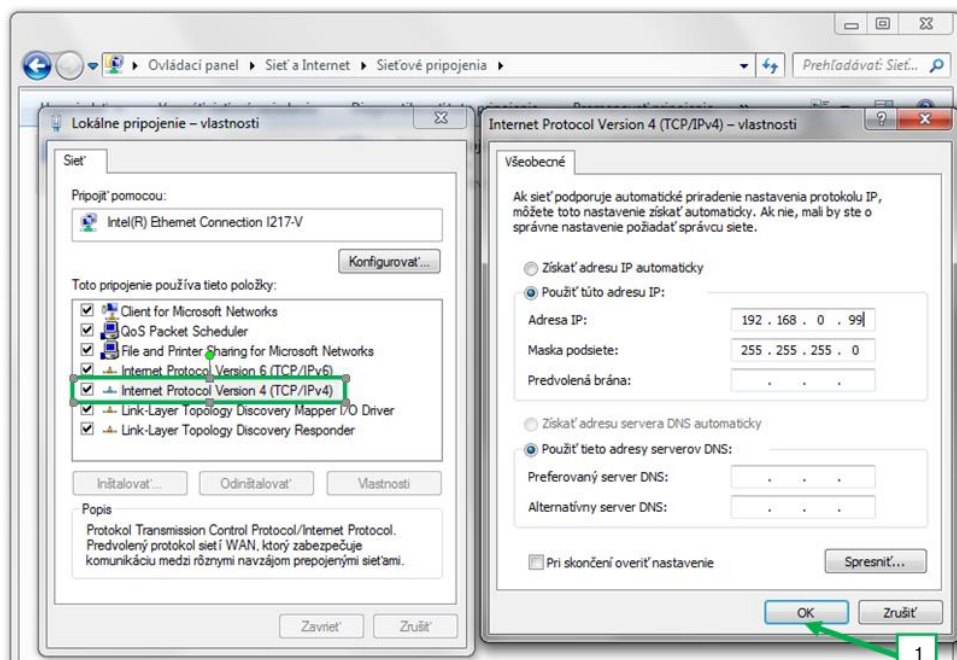 Ovládací panel ▸ Sieť a Internet ▸ Sieťové pripojenia ▸
Prehľadávať: Sieť...
Lokálne pripojenie – vlastnosti
Sieť
Pripojiť pomocou:
Intel(R) Ethernet Connection I217-V
Konfigurovať...
Toto pripojenie používa tieto položky:
Client for Microsoft Networks
QoS Packet Scheduler
File and Printer Sharing for Microsoft Networks
Internet Protocol Version 6 (TCP/IPv6)
Internet Protocol Version 4 (TCP/IPv4)
Link-Layer Topology Discovery Mapper I/O Driver
Link-Layer Topology Discovery Responder
Inštalovať... Odinštalovať Vlastnosti
Popis
Protokol Transmission Control Protocol/Internet Protocol.
Predvolený protokol sietí WAN, ktorý zabezpečuje
komunikáciu medzi rôznymi navzájom prepojenými sieťami.
Zavrieť Zrušiť
Internet Protocol Version 4 (TCP/IPv4) – vlastnosti
Všeobecné
Ak sieť podporuje automatické priradenie nastavenia protokolu IP,
môžete toto nastavenie získať automaticky. Ak nie, mali by ste o
správne nastavenie požiadať správcu siete.
Získať adresu IP automaticky
Použiť túto adresu IP:
Adresa IP: 192 . 168 . 0 . 99
Maska podsiete: 255 . 255 . 255 . 0
Predvolená brána: . . .
Získať adresu servera DNS automaticky
Použiť tieto adresy serverov DNS:
Preferovaný server DNS: . . .
Alternatívny server DNS: . . .
Pri skončení overiť nastavenie
Spresniť...
OK Zrušiť
1